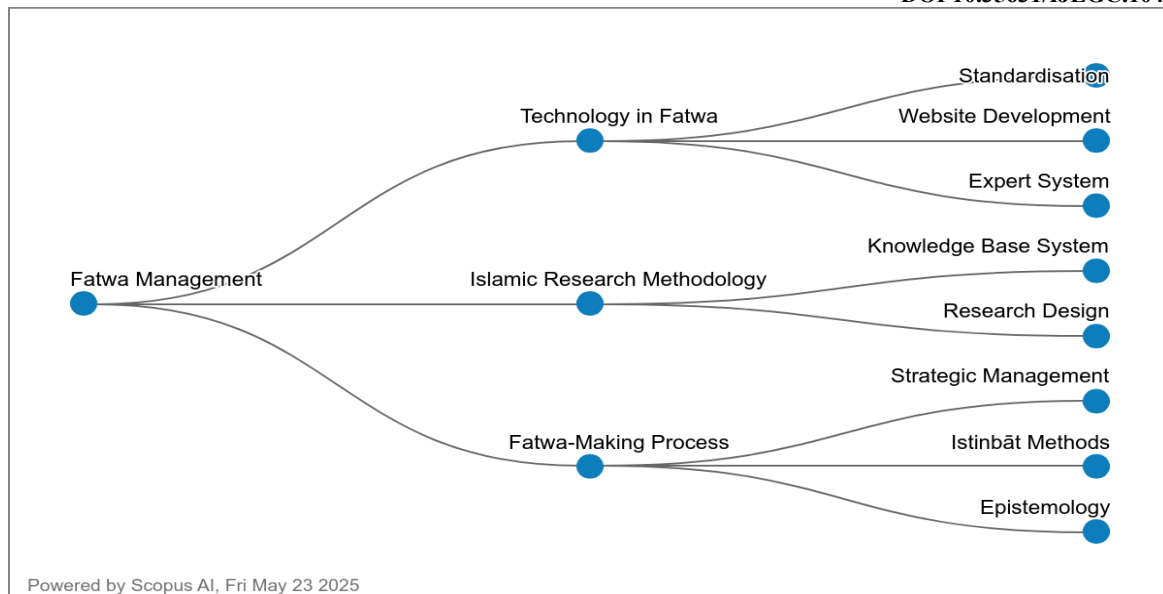 Standardisation
Technology in Fatwa
Website Development
Expert System
Knowledge Base System
Fatwa Management
Islamic Research Methodology
Research Design
Strategic Management
Fatwa-Making Process
Istinbāt Methods
Epistemology
Powered by Scopus AI, Fri May 23 2025